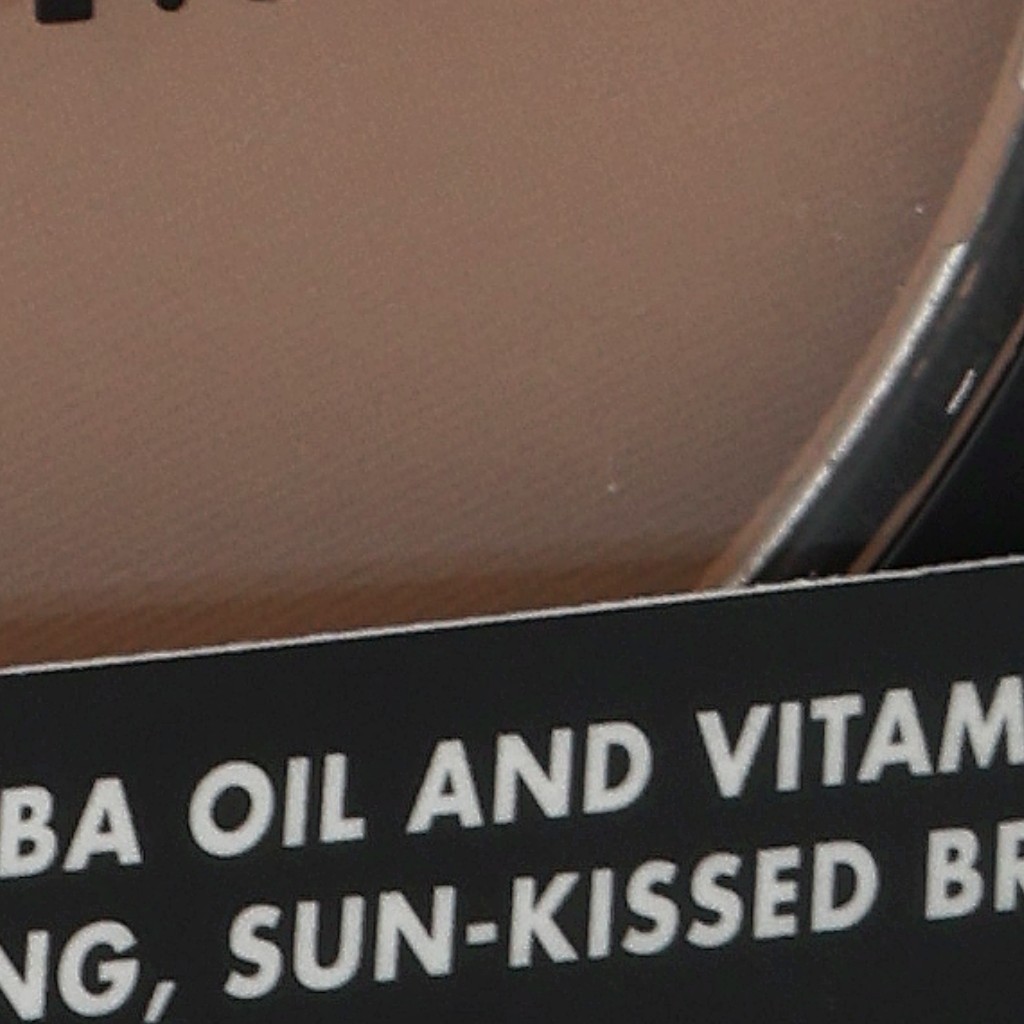 BA OIL AND VITAM
NG, SUN-KISSED BR